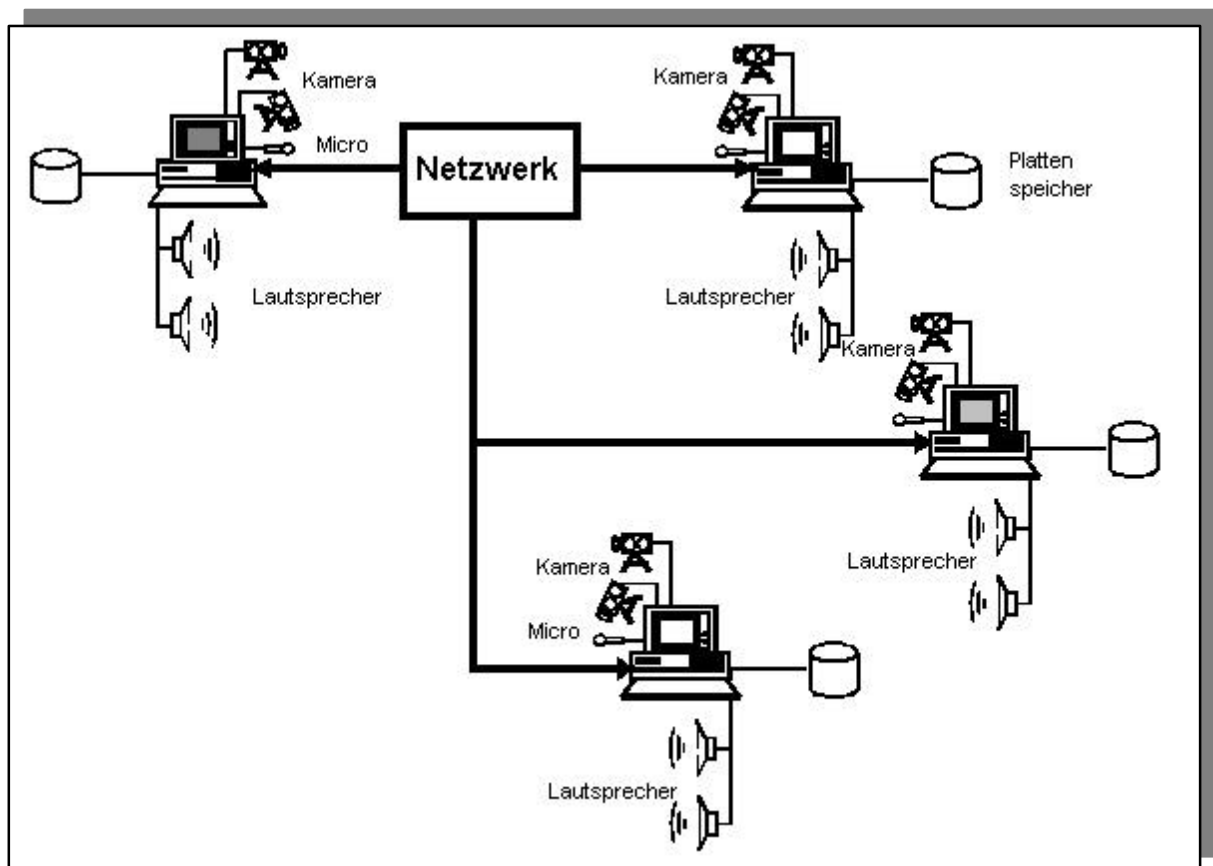 Kamera
Kamera
Micro
Netzwerk
Platten
speicher
Lautsprecher
Lautsprecher
Kamera
Lautsprecher
Kamera
Micro
Lautsprecher